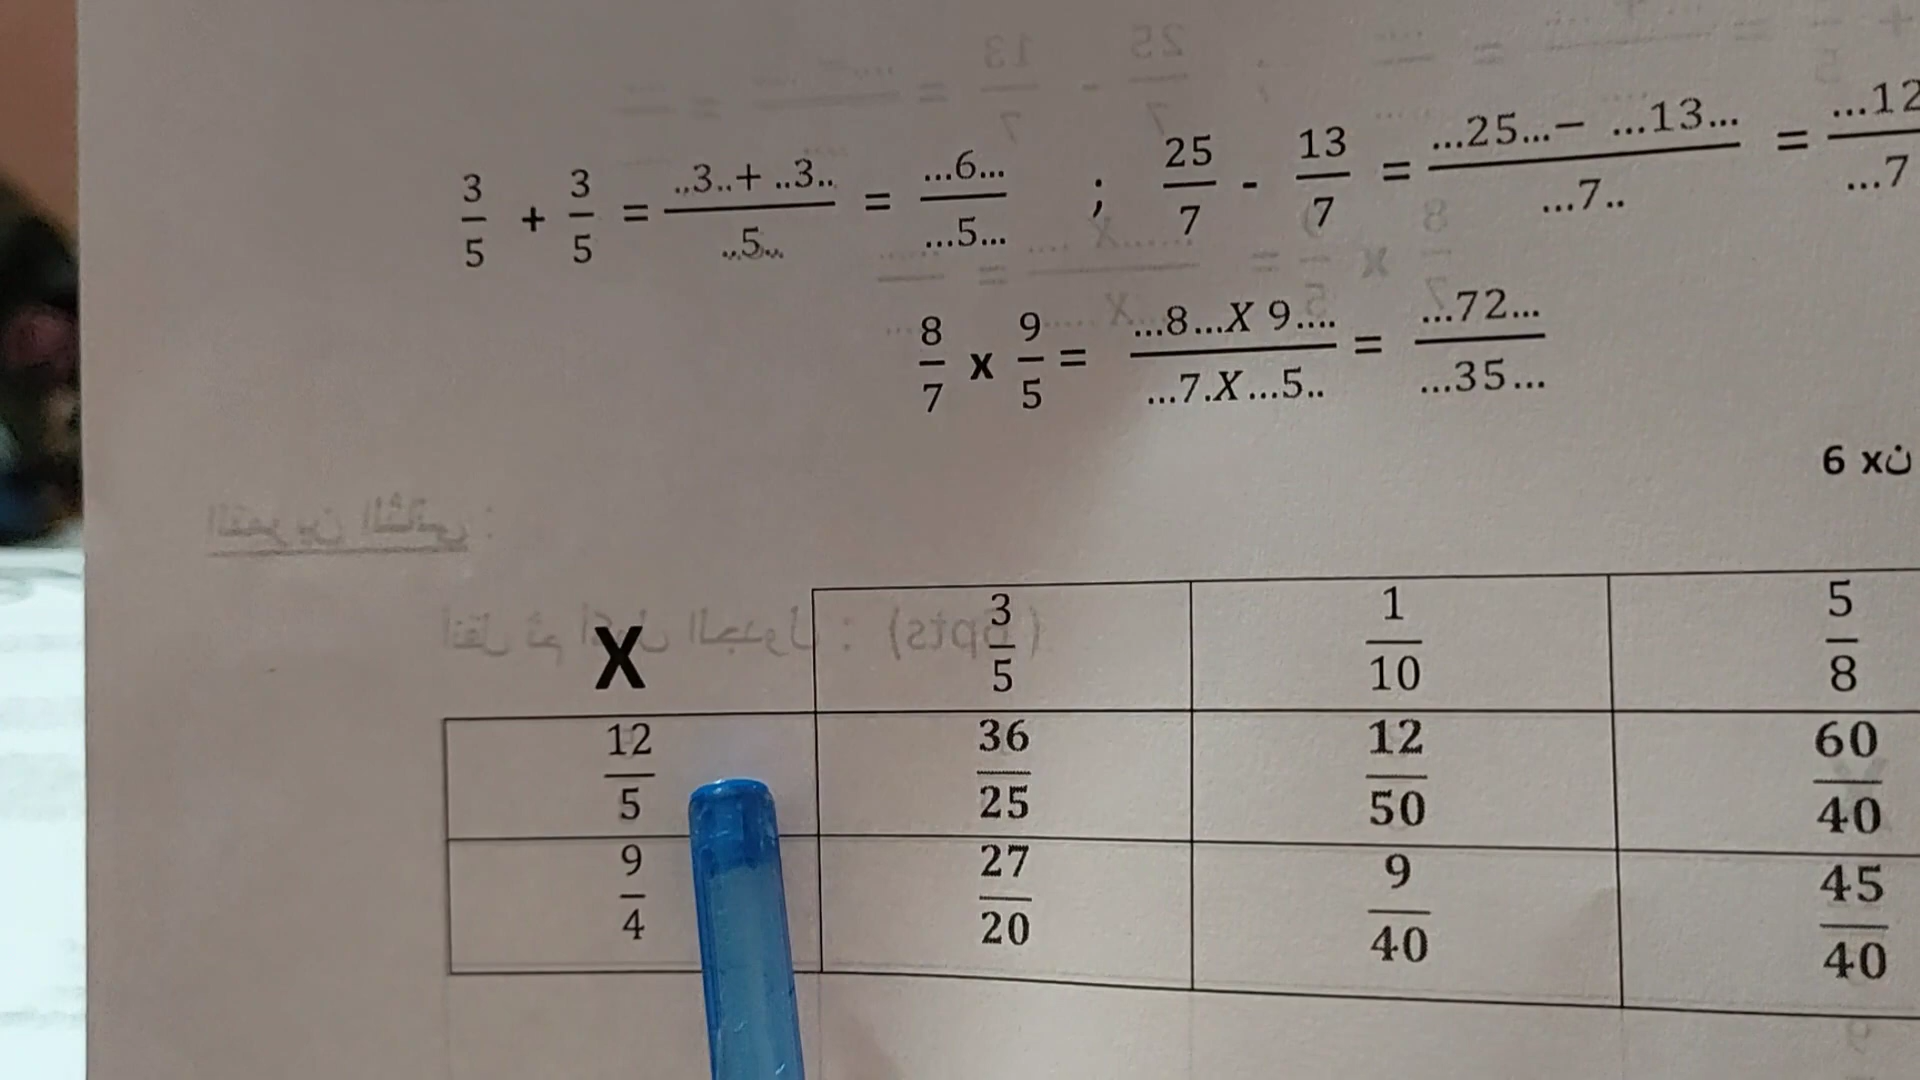 3/5 + 3/5 = ..3..+ ..3../..5.. = ...6.../...5... ; 25/7 - 13/7 = ...25...− ...13.../...7.. = ...12/...7
8/7 x 9/5 = ...8...X 9..../...7.X...5.. = ...72.../...35...
6 xن
X 3/5 1/10 5/8
12/5 36/25 12/50 60/40
9/4 27/20 9/40 45/40